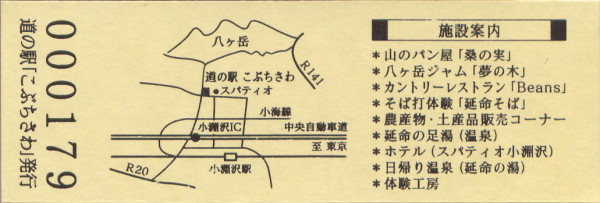 道の駅「こぶちさわ」発行
000179
八ヶ岳
R141
道の駅 こぶちさわ
スパティオ
小海線
小淵沢IC
中央自動車道
至 東京
小淵沢駅
R20
施設案内
*山のパン屋「桑の実」
*八ヶ岳ジャム「夢の木」
*カントリーレストラン「Beans」
*そば打体験「延命そば」
*農産物・土産品販売コーナー
*延命の足湯（温泉）
*ホテル（スパティオ小淵沢）
*日帰り温泉（延命の湯）
*体験工房